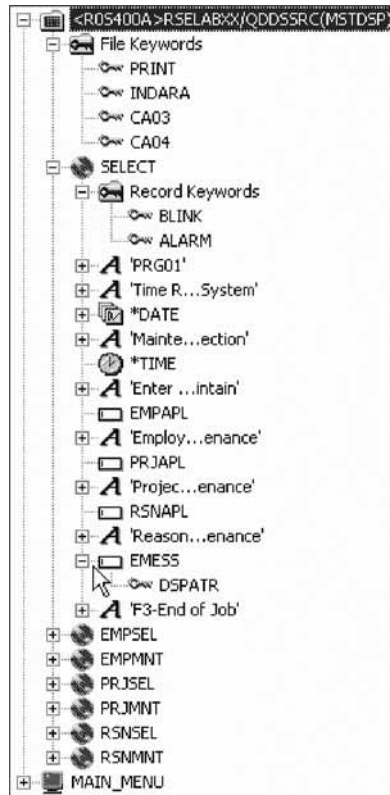 <RO5400A>RSELABXX/QDDSSRC(MSTDSP)
File Keywords
PRINT
INDARA
CA03
CA04
SELECT
Record Keywords
BLINK
ALARM
'PRG01'
'Time R...System'
*DATE
'Mainte...ection'
*TIME
'Enter ...intain'
EMPAPL
'Employ...enance'
PRJAPL
'Projec...enance'
RSNAPL
'Reason...enance'
EMESS
DSPATR
'F3-End of Job'
EMPSEL
EMPMNT
PRJSEL
PRJMNT
RSNSEL
RSNMNT
MAIN_MENU